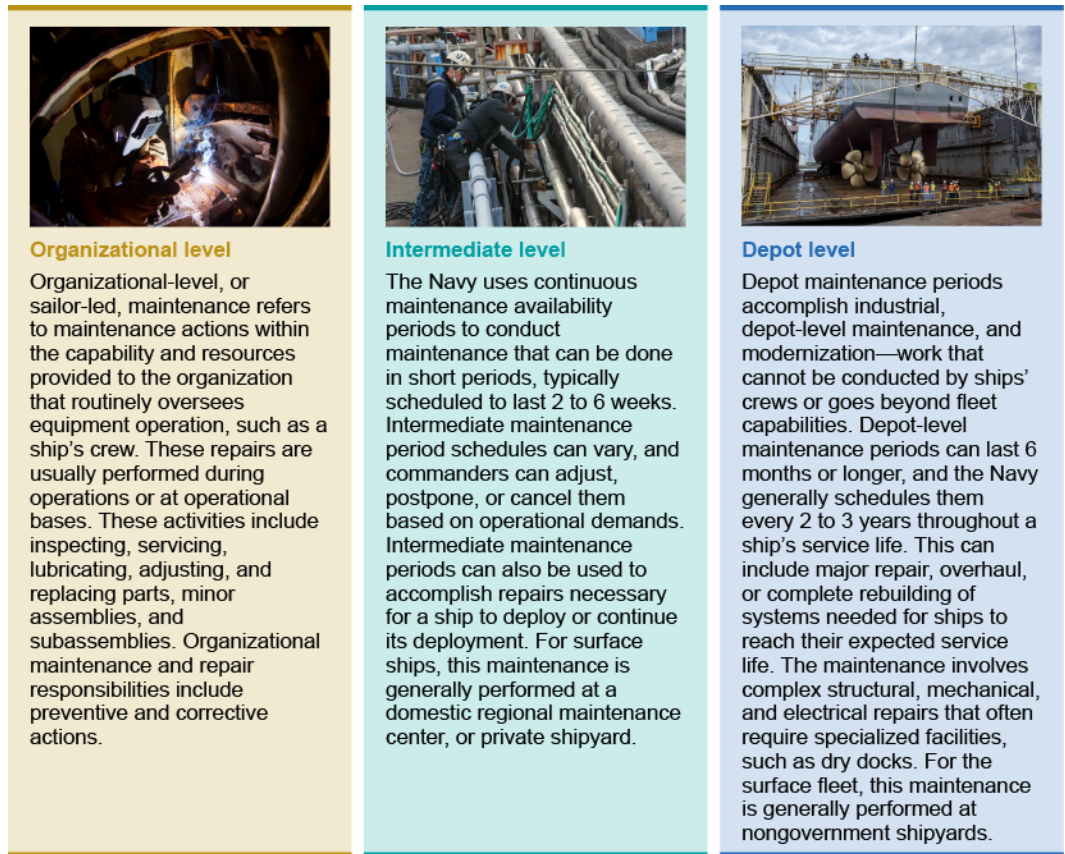 Organizational level
Organizational-level, or
sailor-led, maintenance refers
to maintenance actions within
the capability and resources
provided to the organization
that routinely oversees
equipment operation, such as a
ship's crew. These repairs are
usually performed during
operations or at operational
bases. These activities include
inspecting, servicing,
lubricating, adjusting, and
replacing parts, minor
assemblies, and
subassemblies. Organizational
maintenance and repair
responsibilities include
preventive and corrective
actions.
Intermediate level
The Navy uses continuous
maintenance availability
periods to conduct
maintenance that can be done
in short periods, typically
scheduled to last 2 to 6 weeks.
Intermediate maintenance
period schedules can vary, and
commanders can adjust,
postpone, or cancel them
based on operational demands.
Intermediate maintenance
periods can also be used to
accomplish repairs necessary
for a ship to deploy or continue
its deployment. For surface
ships, this maintenance is
generally performed at a
domestic regional maintenance
center, or private shipyard.
Depot level
Depot maintenance periods
accomplish industrial,
depot-level maintenance, and
modernization—work that
cannot be conducted by ships'
crews or goes beyond fleet
capabilities. Depot-level
maintenance periods can last 6
months or longer, and the Navy
generally schedules them
every 2 to 3 years throughout a
ship's service life. This can
include major repair, overhaul,
or complete rebuilding of
systems needed for ships to
reach their expected service
life. The maintenance involves
complex structural, mechanical,
and electrical repairs that often
require specialized facilities,
such as dry docks. For the
surface fleet, this maintenance
is generally performed at
nongovernment shipyards.